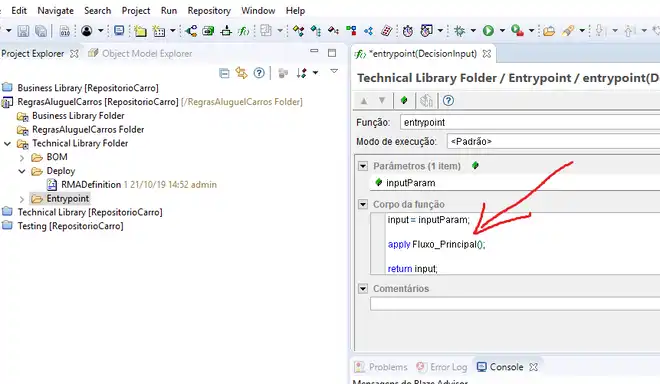 Window Project Search Run Repository Window Help
Project Explorer Object Model Explorer
Business Library [RepositorioCarro]
RegrasAluguelCarros [RepositorioCarro] [/RegrasAluguelCarros Folder]
Business Library Folder
RegrasAluguelCarros Folder
Technical Library Folder
BOM
Deploy
RMADefinition 1 21/10/19 14:52 admin
Entrypoint
Technical Library [RepositorioCarro]
Testing [RepositorioCarro]
*entrypoint(DecisionInput)
Technical Library Folder / Entrypoint / entrypoint(De
Função: entrypoint
Modo de execução: <Padrão>
Parâmetros (1 item)
inputParam
Corpo da função
input = inputParam;
apply Fluxo_Principal();
return input;
Comentários
Problems Error Log Console
Mensagens do Blaze Advisor